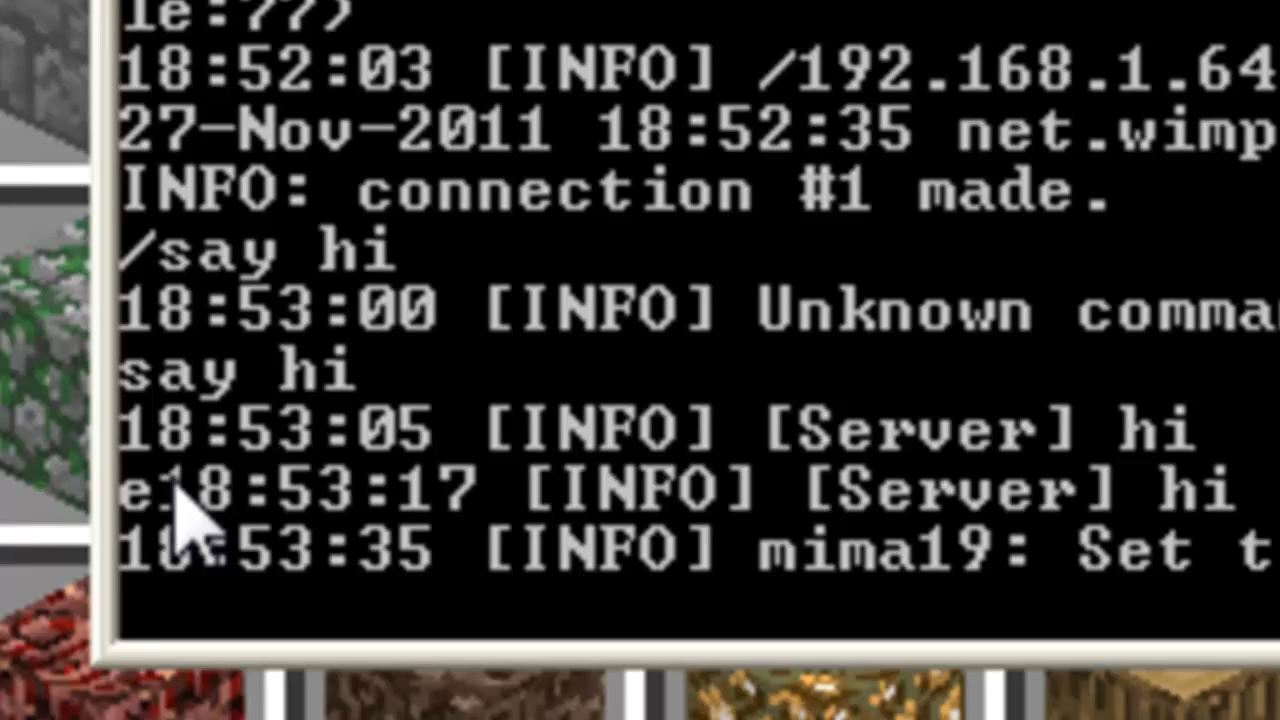 le:??)
18:52:03 [INFO] /192.168.1.64
27-Nov-2011 18:52:35 net.wimp
INFO: connection #1 made.
/say hi
18:53:00 [INFO] Unknown comma
say hi
18:53:05 [INFO] [Server] hi
e18:53:17 [INFO] [Server] hi
18:53:35 [INFO] mima19: Set t